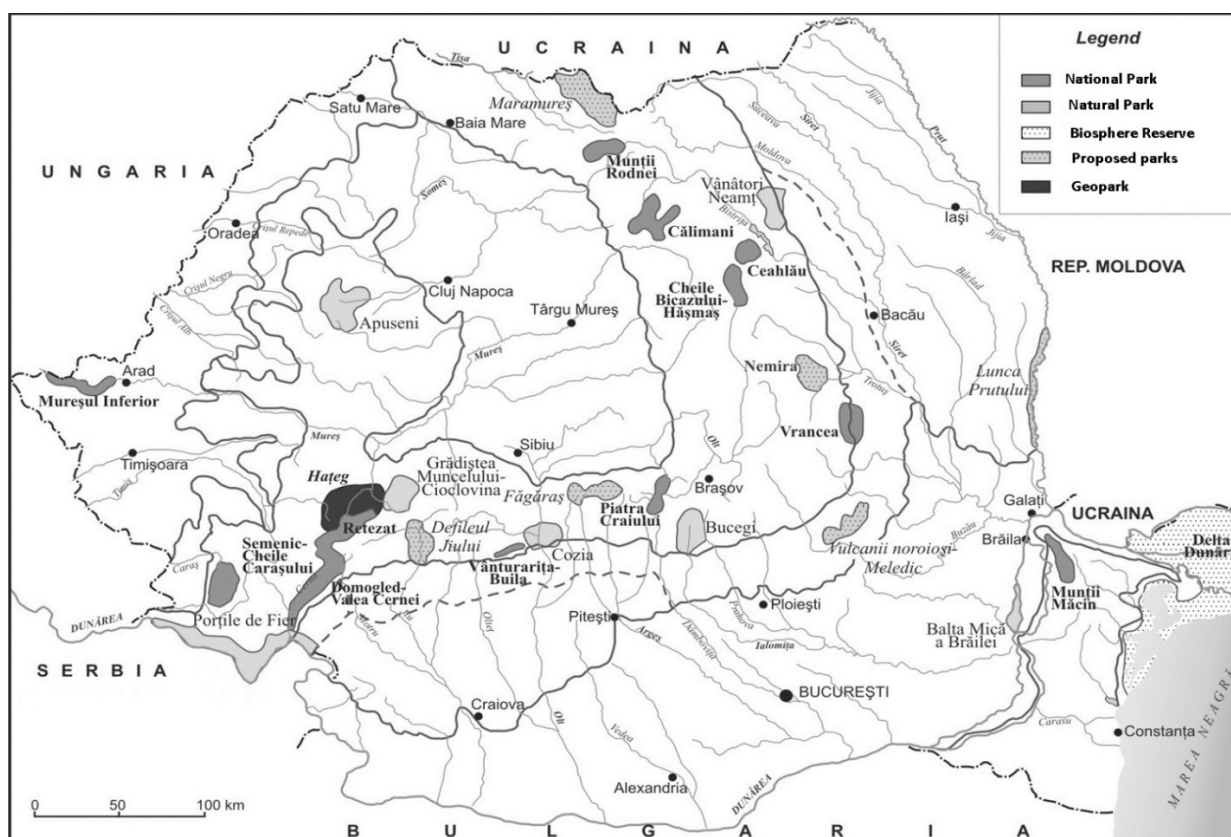 U C R A I N A
Legend
National Park
Natural Park
Biosphere Reserve
Proposed parks
Geopark
Tisa
Satu Mare
Baia Mare
Maramureș
Suceava
Siret
Jijia
Prut
U N G A R I A
Someș
Munții
Rodnei
Moldova
Vânători
Neamț
Bistrița
Iași
Jijia
Oradea
Crișul Repede
Călimani
Ceahlău
REP. MOLDOVA
Crișul Negru
Cluj Napoca
Cheile
Bicazului-
Hășmaș
Bârlad
Crișul Alb
Apuseni
Târgu Mureș
Bacău
Mureș
Siret
Arad
Mureșul Inferior
Nemira
Trotuș
Lunca
Prutului
Mureș
Vrancea
Timișoara
Timiș
Sibiu
Olt
Hațeg
Grădiștea
Muncelului-
Cioclovina
Făgăraș
Brașov
Galați
UCRAINA
Retezat
Defileul
Jiului
Piatra
Craiului
Bucegi
Buzău
Brăila
Semenic-
Cheile
Carașului
Cozia
Vulcanii noroioși
Meledic
Delta
Dunăr
Caraș
Cerna
Domogled-
Valea Cernei
Vânturarița-
Buila
Munții
Măcin
Porțile de Fier
DUNĂREA
Pitești
Ploiești
Prahova
Olteț
Argeș
Dâmbovița
Ialomița
Balta Mică
a Brăilei
S E R B I A
BUCUREȘTI
Craiova
Olt
Vedea
Carasu
Constanța
MAREA NEAGR
Alexandria
DUNĂREA
0 50 100 km
B U L G A R I A